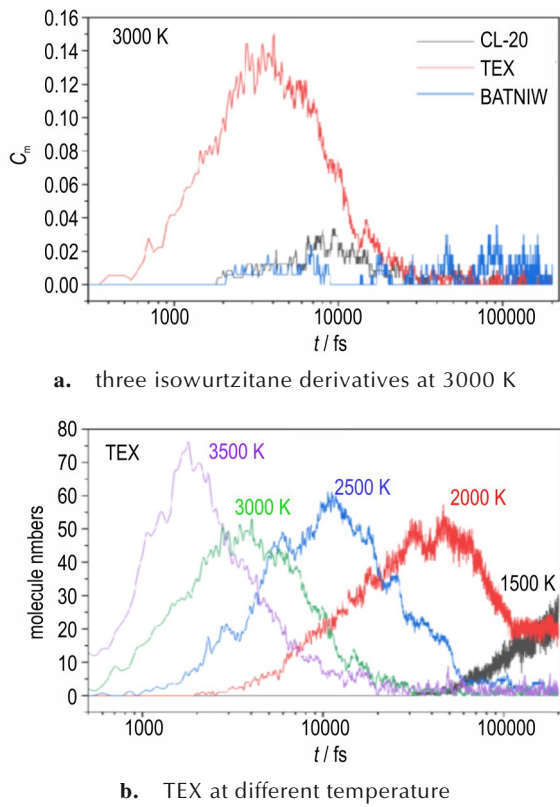 3000 K
CL-20
TEX
BATNIW
0.16
0.14
0.12
0.10
0.08
0.06
0.04
0.02
0.00
Cm
1000
10000
100000
t / fs
a. three isowurtzitane derivatives at 3000 K
TEX
3500 K
3000 K
2500 K
2000 K
1500 K
80
70
60
50
40
30
20
10
0
molecule nmbers
1000
10000
100000
t / fs
b. TEX at different temperature